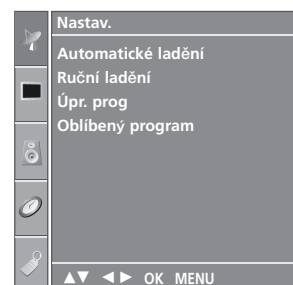 Nastav.
Automatické ladění
Ruční ladění
Úpr. prog
Oblíbený program
▲▼ ◄► OK MENU